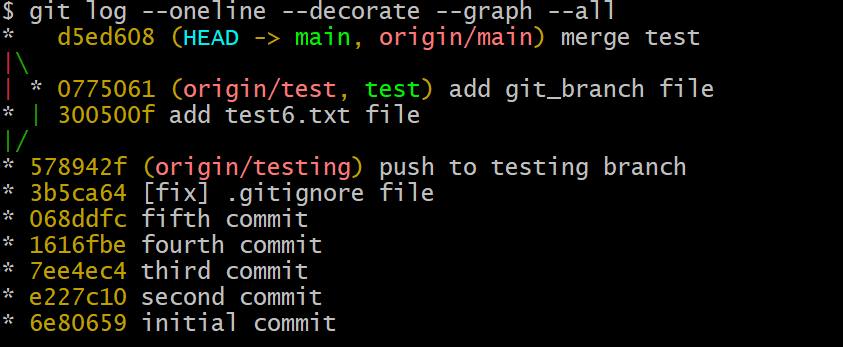 $ git log --oneline --decorate --graph --all
*   d5ed608 (HEAD -> main, origin/main) merge test
|\
| * 0775061 (origin/test, test) add git_branch file
* | 300500f add test6.txt file
|/
* 578942f (origin/testing) push to testing branch
* 3b5ca64 [fix] .gitignore file
* 068ddfc fifth commit
* 1616fbe fourth commit
* 7ee4ec4 third commit
* e227c10 second commit
* 6e80659 initial commit